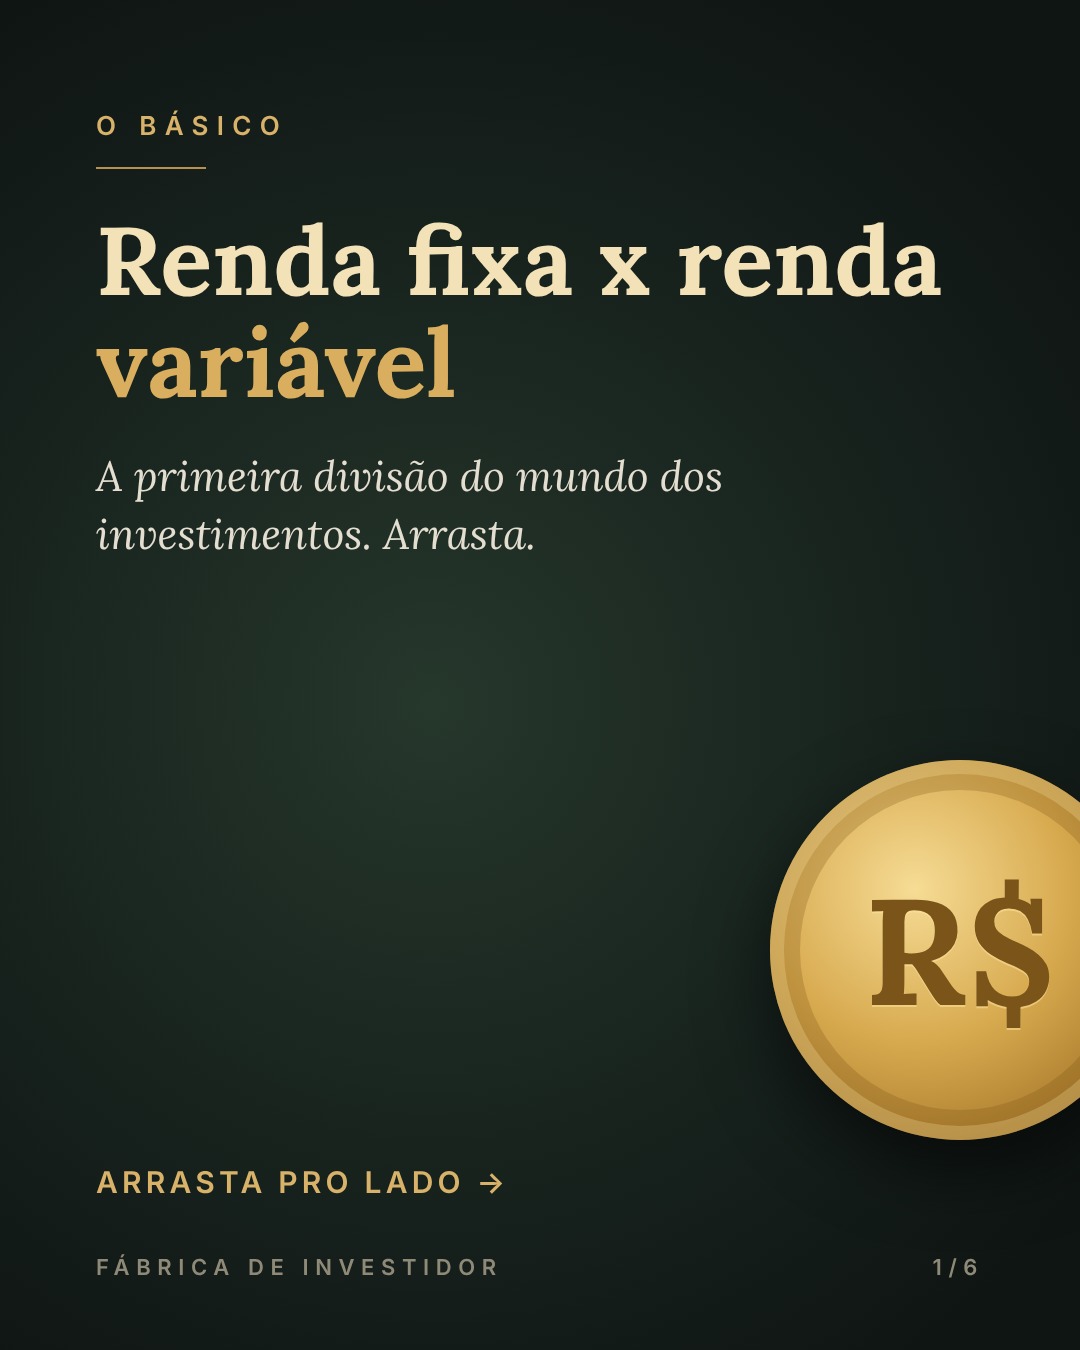 O BÁSICO
Renda fixa x renda
variável
A primeira divisão do mundo dos
investimentos. Arrasta.
R$
ARRASTA PRO LADO →
FÁBRICA DE INVESTIDOR
1/6